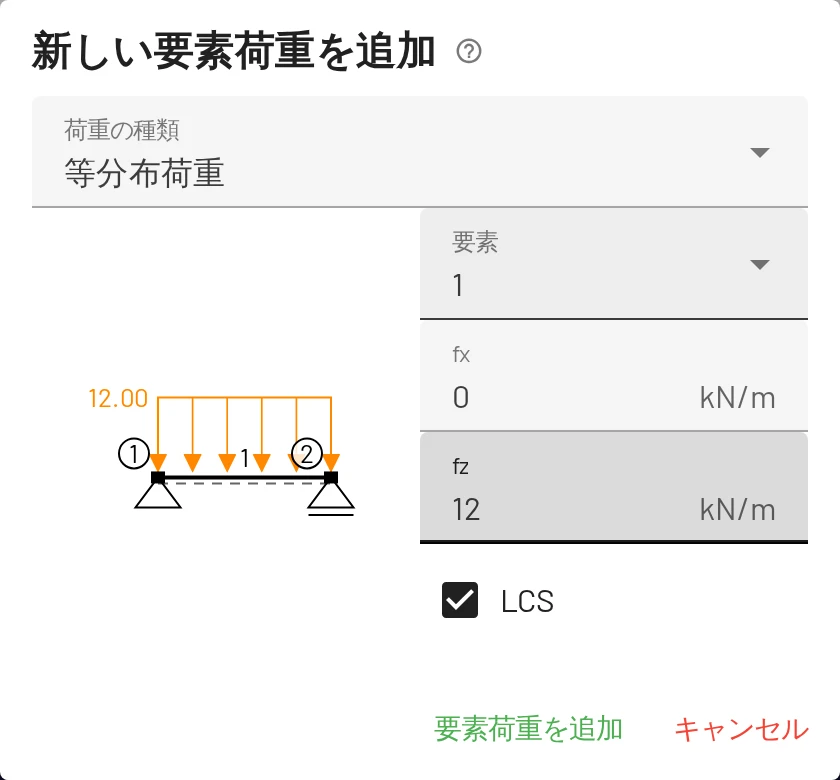 新しい要素荷重を追加
荷重の種類
等分布荷重
要素
1
fx
0 kN/m
fz
12 kN/m
LCS
12.00
1 1 2
要素荷重を追加 キャンセル